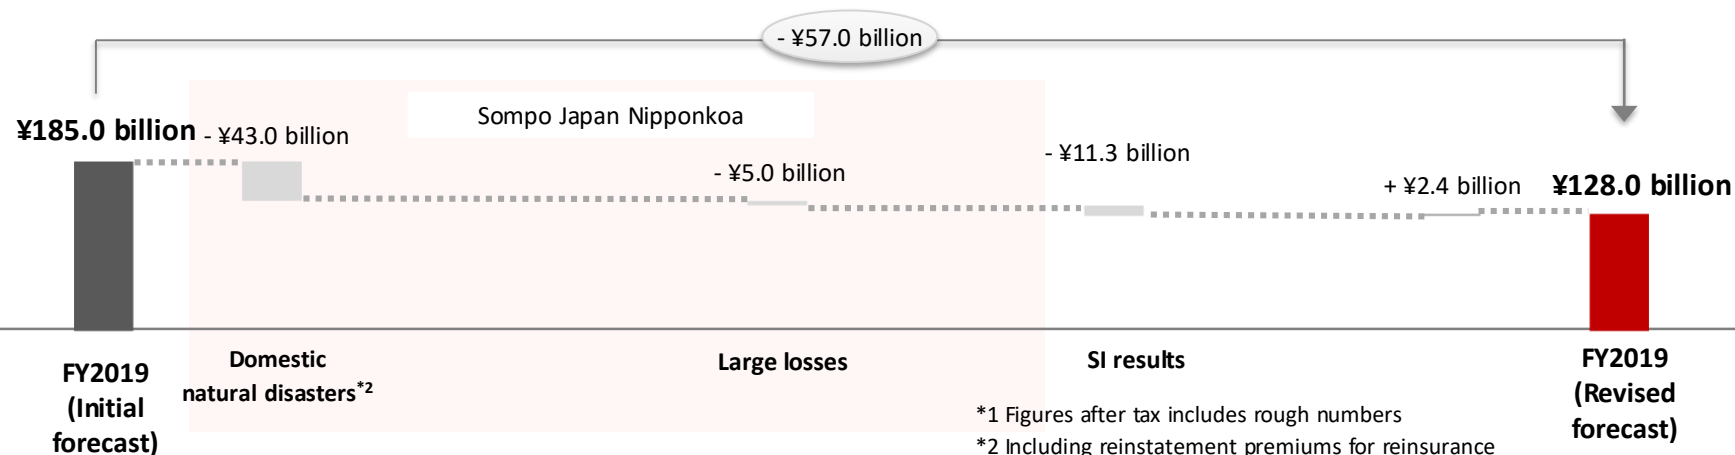 - ¥57.0 billion
Sompo Japan Nipponkoa
¥185.0 billion
- ¥43.0 billion
- ¥5.0 billion
- ¥11.3 billion
+ ¥2.4 billion
¥128.0 billion
FY2019
(Initial
forecast)
Domestic
natural disasters*2
Large losses
SI results
FY2019
(Revised
forecast)
*1 Figures after tax includes rough numbers
*2 Including reinstatement premiums for reinsurance